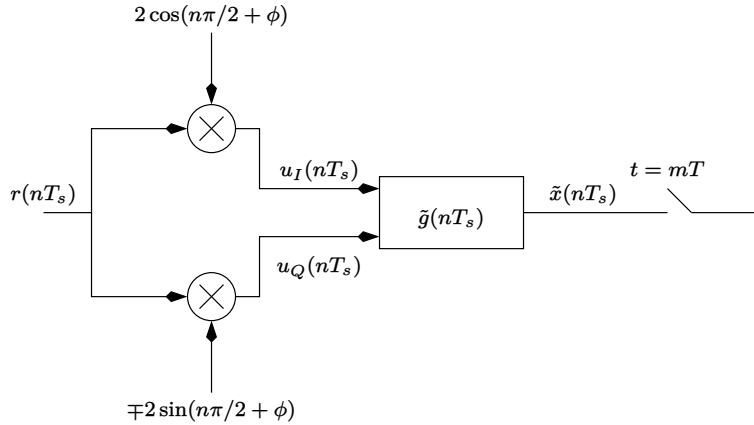 2 cos(nπ/2 + ϕ)
t = mT
u_I(nT_s)
r(nT_s)
x̃(nT_s)
g̃(nT_s)
u_Q(nT_s)
∓2 sin(nπ/2 + ϕ)